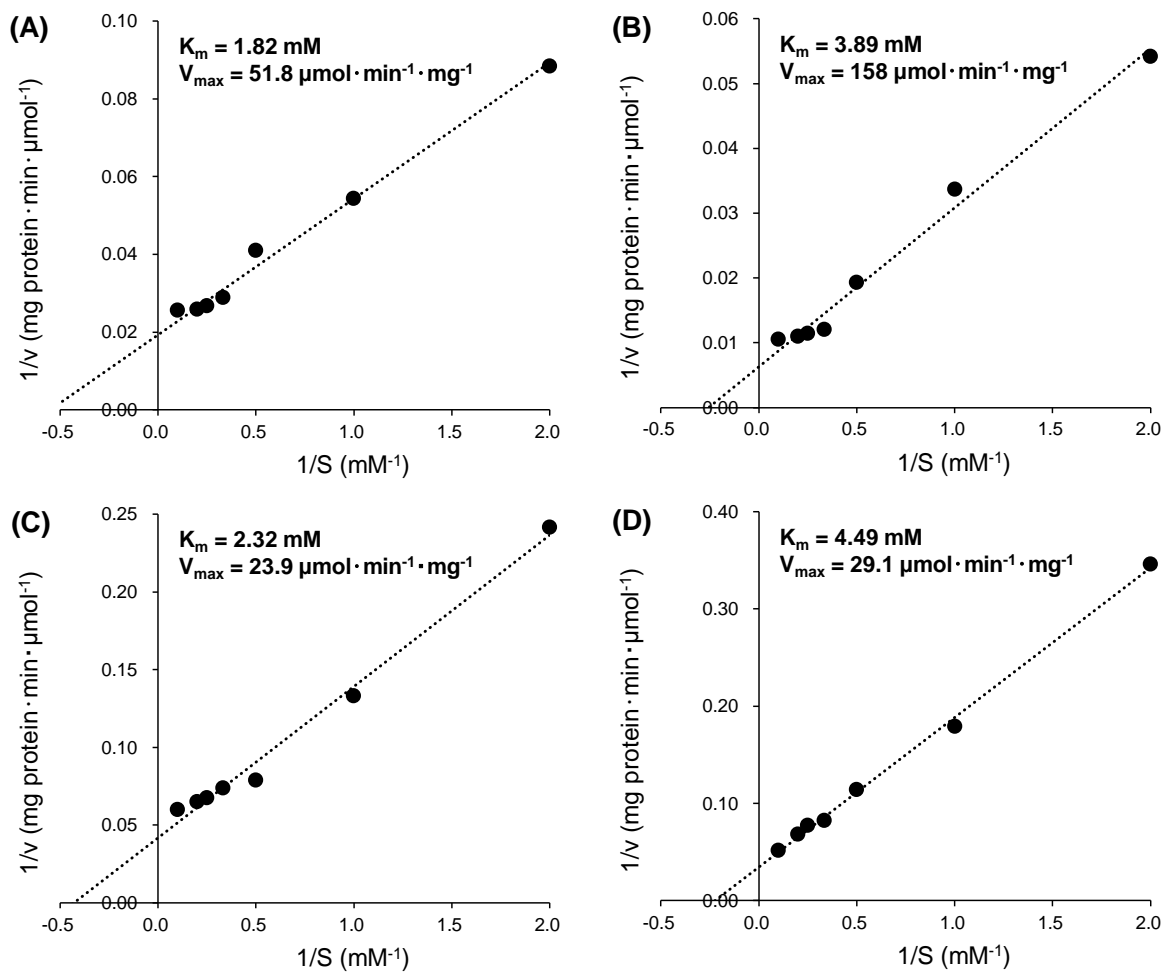 (A)
K_m = 1.82 mM
V_max = 51.8 µmol·min⁻¹·mg⁻¹
1/v (mg protein·min·µmol⁻¹)
0.10
0.08
0.06
0.04
0.02
0.00
-0.5 0.0 0.5 1.0 1.5 2.0
1/S (mM⁻¹)
(B)
K_m = 3.89 mM
V_max = 158 µmol·min⁻¹·mg⁻¹
1/v (mg protein·min·µmol⁻¹)
0.06
0.05
0.04
0.03
0.02
0.01
0.00
-0.5 0.0 0.5 1.0 1.5 2.0
1/S (mM⁻¹)
(C)
K_m = 2.32 mM
V_max = 23.9 µmol·min⁻¹·mg⁻¹
1/v (mg protein·min·µmol⁻¹)
0.25
0.20
0.15
0.10
0.05
0.00
-0.5 0.0 0.5 1.0 1.5 2.0
1/S (mM⁻¹)
(D)
K_m = 4.49 mM
V_max = 29.1 µmol·min⁻¹·mg⁻¹
1/v (mg protein·min·µmol⁻¹)
0.40
0.30
0.20
0.10
0.00
-0.5 0.0 0.5 1.0 1.5 2.0
1/S (mM⁻¹)